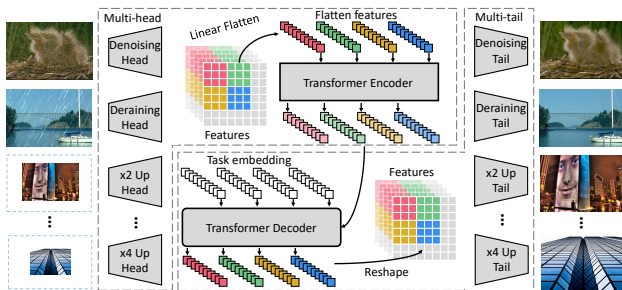 Multi-head
Denoising
Head
Deraining
Head
x2 Up
Head
x4 Up
Head
Linear Flatten
Features
Flatten features
Transformer Encoder
Task embedding
Transformer Decoder
Features
Reshape
Multi-tail
Denoising
Tail
Deraining
Tail
x2 Up
Tail
x4 Up
Tail